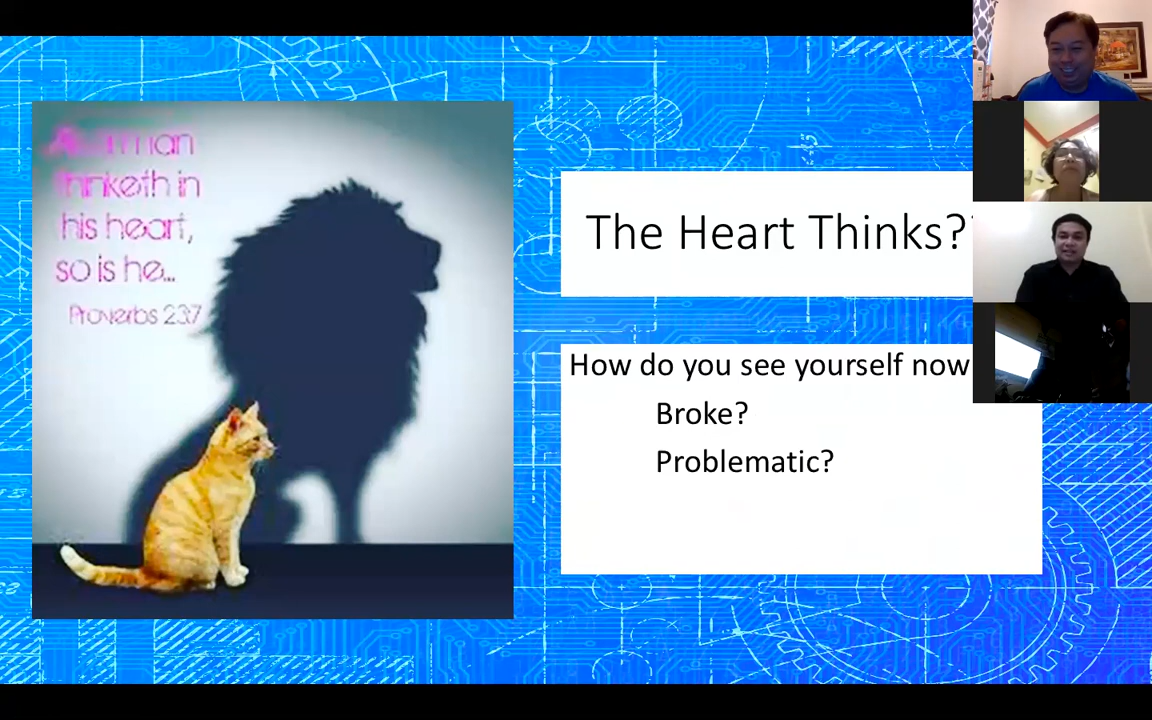 man
thinketh in
his heart,
so is he...
Proverbs 23:7
The Heart Thinks?
How do you see yourself now
Broke?
Problematic?